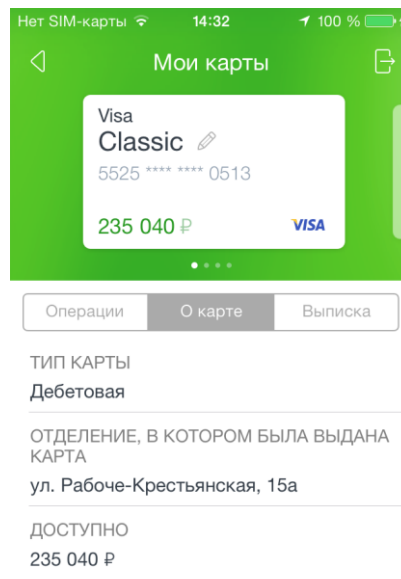 Нет SIM-карты 14:32 100 %
Мои карты
Visa
Classic
5525 **** **** 0513
235 040 ₽ VISA
Операции О карте Выписка
ТИП КАРТЫ
Дебетовая
ОТДЕЛЕНИЕ, В КОТОРОМ БЫЛА ВЫДАНА
КАРТА
ул. Рабоче-Крестьянская, 15а
ДОСТУПНО
235 040 ₽